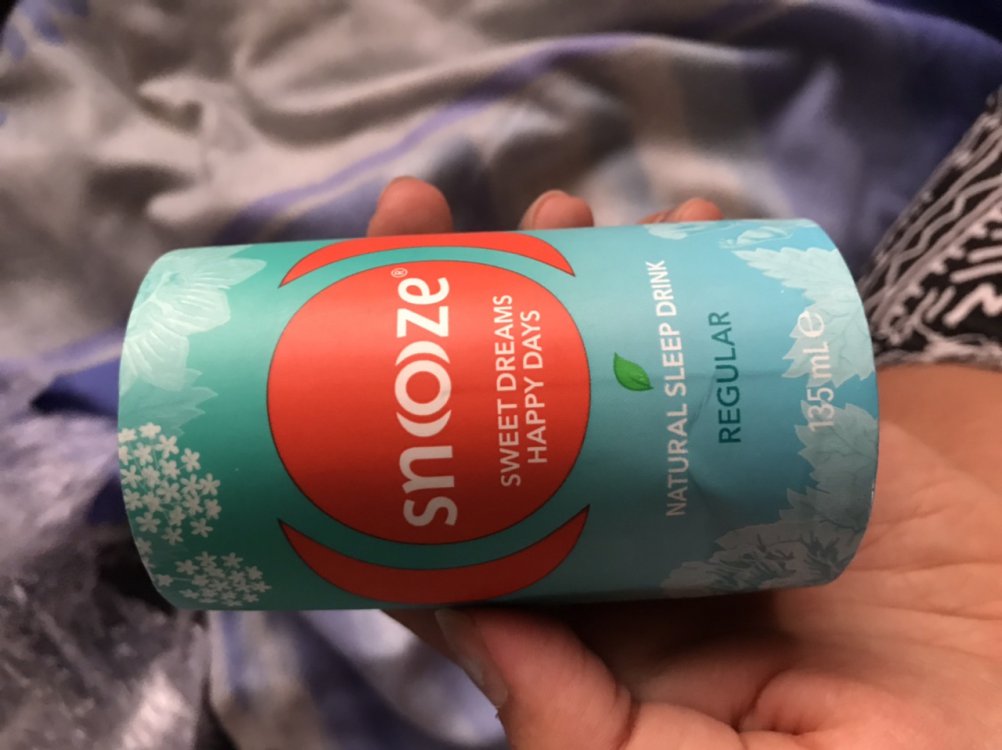 sn(O)ze®
SWEET DREAMS
HAPPY DAYS
NATURAL SLEEP DRINK
REGULAR
135 mL e